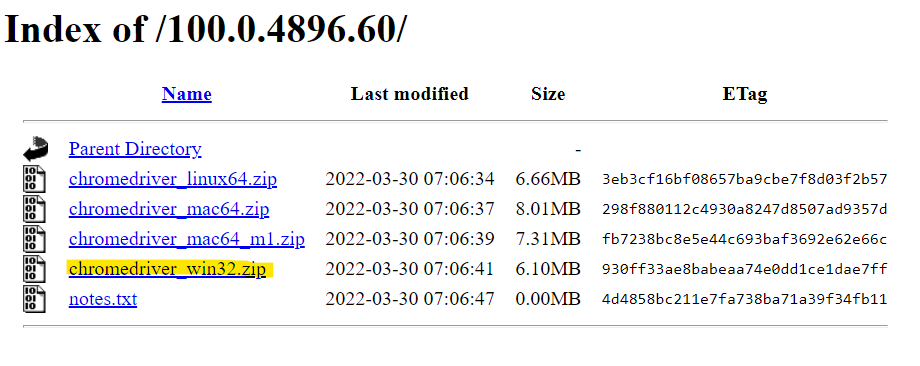 Index of /100.0.4896.60/
Name Last modified Size ETag
Parent Directory -
chromedriver_linux64.zip 2022-03-30 07:06:34 6.66MB 3eb3cf16bf08657ba9cbe7f8d03f2b57
chromedriver_mac64.zip 2022-03-30 07:06:37 8.01MB 298f880112c4930a8247d8507ad9357d
chromedriver_mac64_m1.zip 2022-03-30 07:06:39 7.31MB fb7238bc8e5e44c693baf3692e62e66c
chromedriver_win32.zip 2022-03-30 07:06:41 6.10MB 930ff33ae8babeaa74e0dd1ce1dae7ff
notes.txt 2022-03-30 07:06:47 0.00MB 4d4858bc211e7fa738ba71a39f34fb11